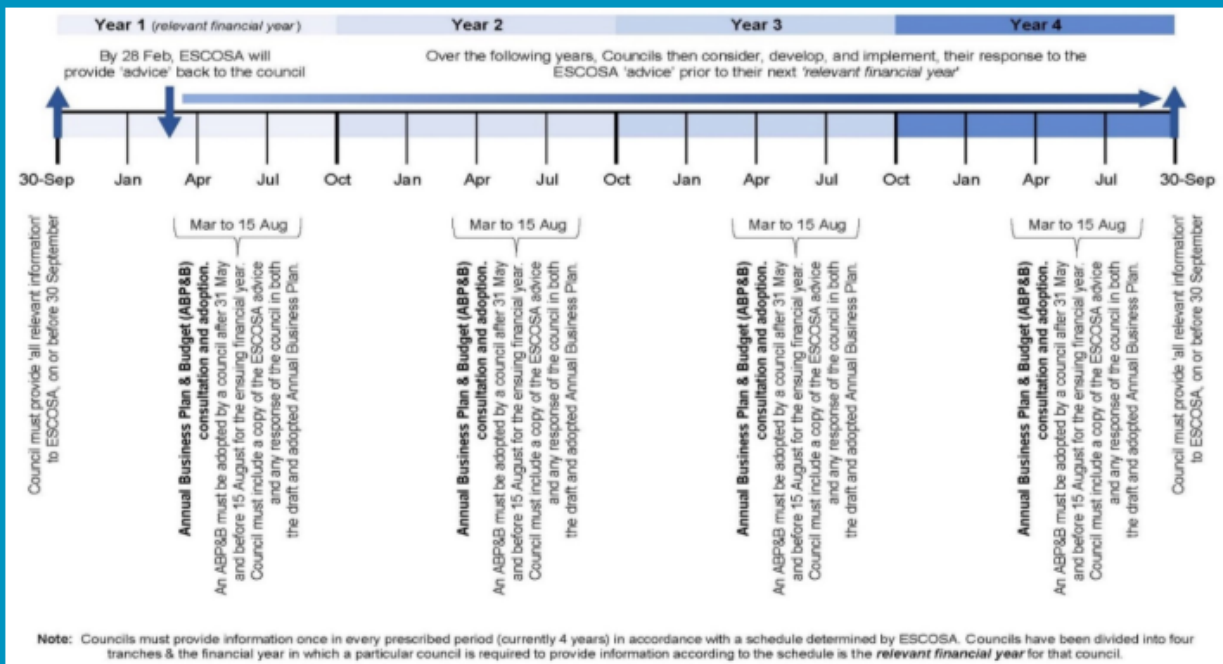 Year 1 (relevant financial year)
Year 2
Year 3
Year 4
By 28 Feb, ESCOSA will
provide 'advice' back to the council
Over the following years, Councils then consider, develop, and implement, their response to the
ESCOSA 'advice' prior to their next 'relevant financial year'
30-Sep Jan Apr Jul Oct Jan Apr Jul Oct Jan Apr Jul Oct Jan Apr Jul 30-Sep
Council must provide 'all relevant information'
to ESCOSA, on or before 30 September
Mar to 15 Aug
Annual Business Plan & Budget (ABP&B)
consultation and adoption.
An ABP&B must be adopted by a council after 31 May
and before 15 August for the ensuing financial year.
Council must include a copy of the ESCOSA advice
and any response of the council in both
the draft and adopted Annual Business Plan.
Mar to 15 Aug
Annual Business Plan & Budget (ABP&B)
consultation and adoption.
An ABP&B must be adopted by a council after 31 May
and before 15 August for the ensuing financial year.
Council must include a copy of the ESCOSA advice
and any response of the council in both
the draft and adopted Annual Business Plan.
Mar to 15 Aug
Annual Business Plan & Budget (ABP&B)
consultation and adoption.
An ABP&B must be adopted by a council after 31 May
and before 15 August for the ensuing financial year.
Council must include a copy of the ESCOSA advice
and any response of the council in both
the draft and adopted Annual Business Plan.
Mar to 15 Aug
Annual Business Plan & Budget (ABP&B)
consultation and adoption.
An ABP&B must be adopted by a council after 31 May
and before 15 August for the ensuing financial year.
Council must include a copy of the ESCOSA advice
and any response of the council in both
the draft and adopted Annual Business Plan.
Council must provide 'all relevant information'
to ESCOSA, on or before 30 September
Note: Councils must provide information once in every prescribed period (currently 4 years) in accordance with a schedule determined by ESCOSA. Councils have been divided into four
tranches & the financial year in which a particular council is required to provide information according to the schedule is the relevant financial year for that council.